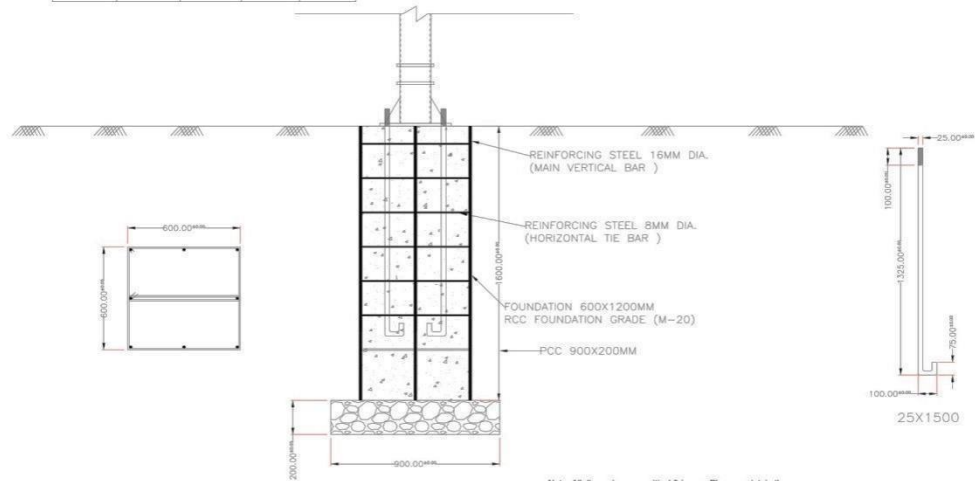 REINFORCING STEEL 16MM DIA.
(MAIN VERTICAL BAR )
REINFORCING STEEL 8MM DIA.
(HORIZONTAL TIE BAR )
FOUNDATION 600X1200MM
RCC FOUNDATION GRADE (M-20)
PCC 900X200MM
600.00
600.00
1600.00
200.00
900.00
25.00
100.00
1325.00
75.00
100.00
25X1500